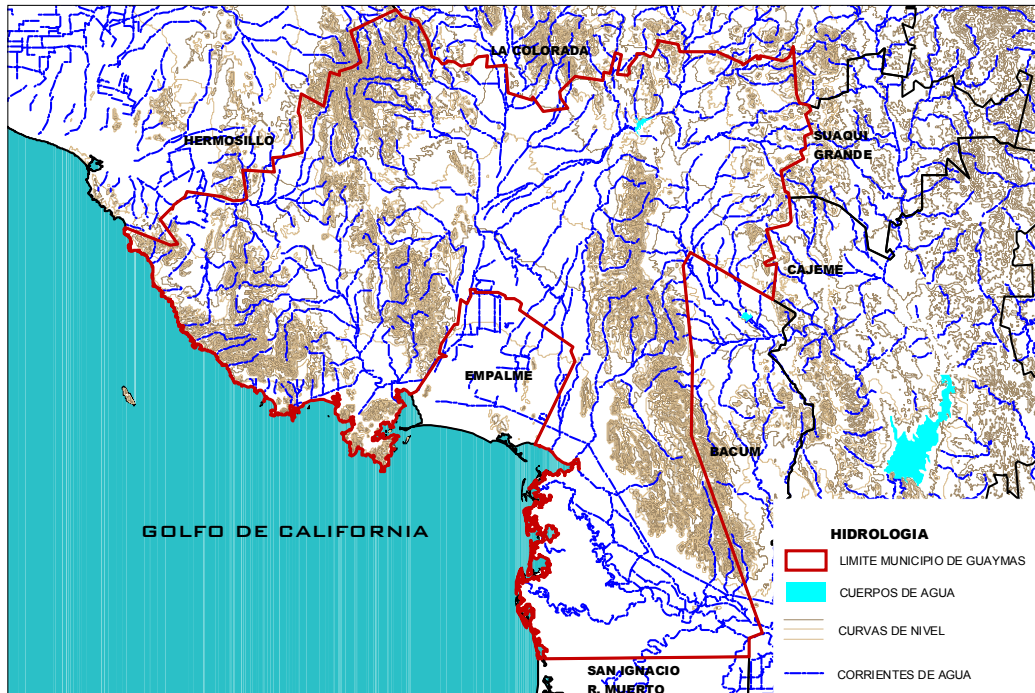 LA COLORADA
HERMOSILLO
SUAQUI
GRANDE
CAJEME
EMPALME
BACUM
GOLFO DE CALIFORNIA
HIDROLOGIA
LIMITE MUNICIPIO DE GUAYMAS
CUERPOS DE AGUA
CURVAS DE NIVEL
CORRIENTES DE AGUA
SAN IGNACIO
R. MUERTO